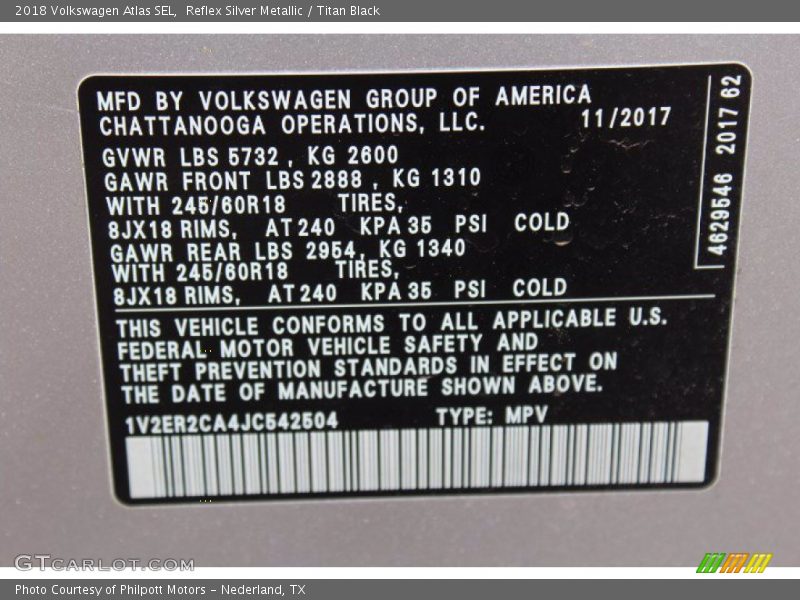 2018 Volkswagen Atlas SEL,  Reflex Silver Metallic / Titan Black
MFD BY VOLKSWAGEN GROUP OF AMERICA
CHATTANOOGA OPERATIONS, LLC. 11/2017
GVWR LBS 5732 , KG 2600
GAWR FRONT LBS 2888 , KG 1310
WITH 245/60R18 TIRES,
8JX18 RIMS, AT 240 KPA 35 PSI COLD
GAWR REAR LBS 2954, KG 1340
WITH 245/60R18 TIRES,
8JX18 RIMS, AT 240 KPA 35 PSI COLD
THIS VEHICLE CONFORMS TO ALL APPLICABLE U.S.
FEDERAL MOTOR VEHICLE SAFETY AND
THEFT PREVENTION STANDARDS IN EFFECT ON
THE DATE OF MANUFACTURE SHOWN ABOVE.
1V2ER2CA4JC542504 TYPE: MPV
4629546 2017 62
GTCARLOT.COM
Photo Courtesy of Philpott Motors - Nederland, TX